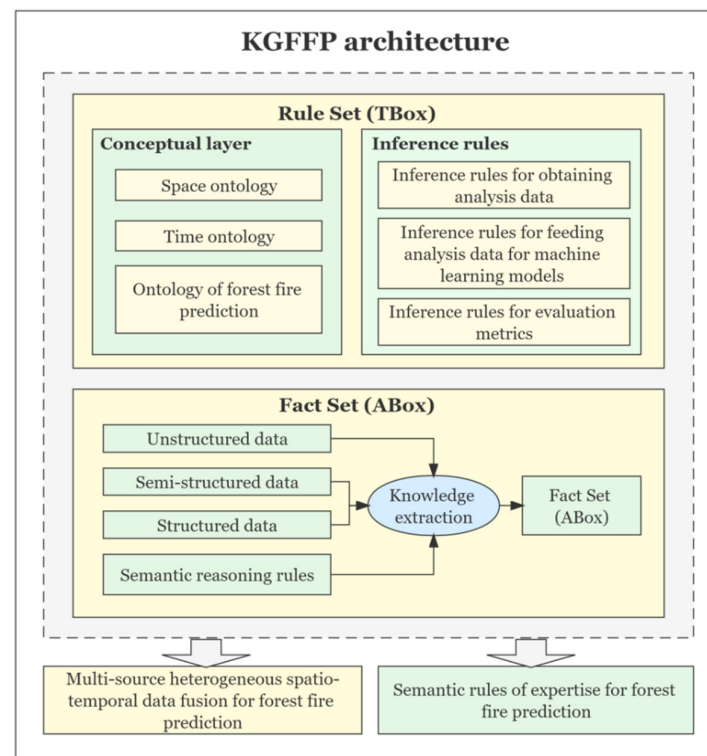 KGFFP architecture
Rule Set (TBox)
Conceptual layer
Space ontology
Time ontology
Ontology of forest fire
prediction
Inference rules
Inference rules for obtaining
analysis data
Inference rules for feeding
analysis data for machine
learning models
Inference rules for evaluation
metrics
Fact Set (ABox)
Unstructured data
Semi-structured data
Structured data
Semantic reasoning rules
Knowledge
extraction
Fact Set
(ABox)
Multi-source heterogeneous spatio-
temporal data fusion for forest fire
prediction
Semantic rules of expertise for forest
fire prediction